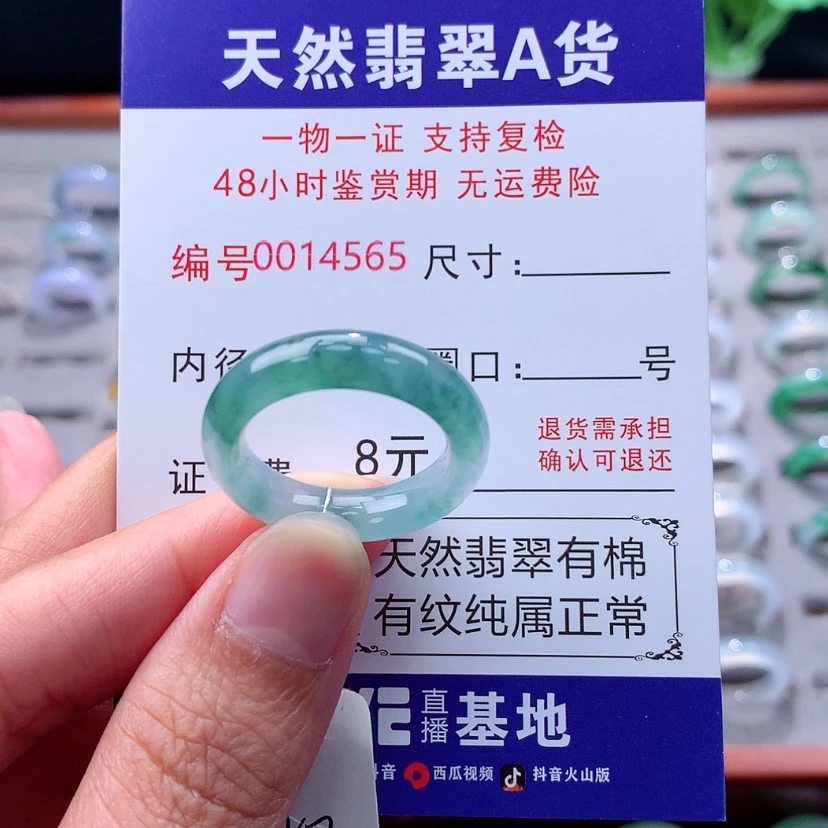 天然翡翠A货
一物一证 支持复检
48小时鉴赏期 无运费险
编号0014565 尺寸:
内径 圈口: 号
证 费 8元
退货需承担
确认可退还
天然翡翠有棉
有纹纯属正常
直播基地
抖音 西瓜视频 抖音火山版